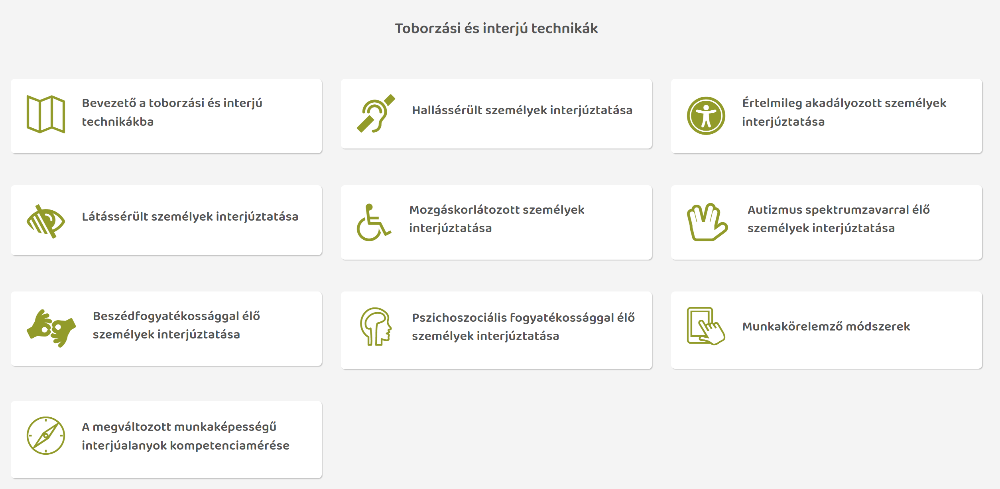 Toborzási és interjú technikák
Bevezető a toborzási és interjú
technikákba
Hallássérült személyek interjúztatása
Értelmileg akadályozott személyek
interjúztatása
Látássérült személyek interjúztatása
Mozgáskorlátozott személyek
interjúztatása
Autizmus spektrumzavarral élő
személyek interjúztatása
Beszédfogyatékossággal élő
személyek interjúztatása
Pszichoszociális fogyatékossággal élő
személyek interjúztatása
Munkakörelemző módszerek
A megváltozott munkaképességű
interjúalanyok kompetenciamérése